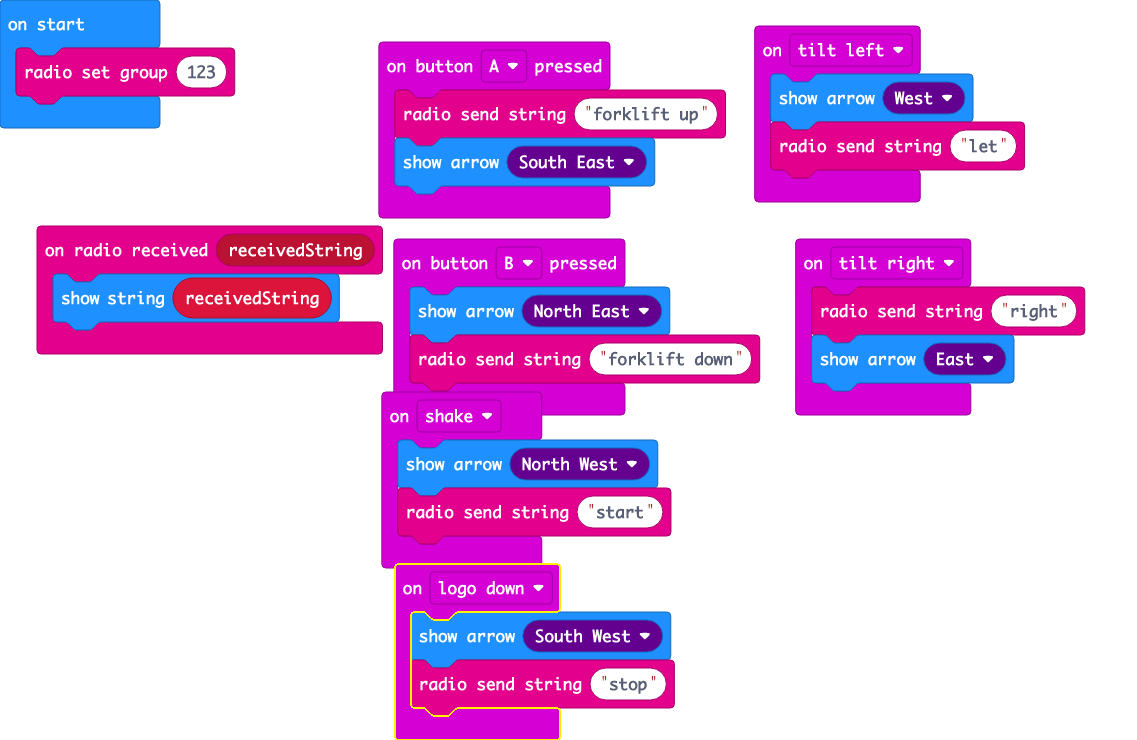 on start
radio set group 123
on radio received receivedString
show string receivedString
on button A pressed
radio send string "forklift up"
show arrow South East
on button B pressed
show arrow North East
radio send string "forklift down"
on shake
show arrow North West
radio send string "start"
on logo down
show arrow South West
radio send string "stop"
on tilt left
show arrow West
radio send string "let"
on tilt right
radio send string "right"
show arrow East